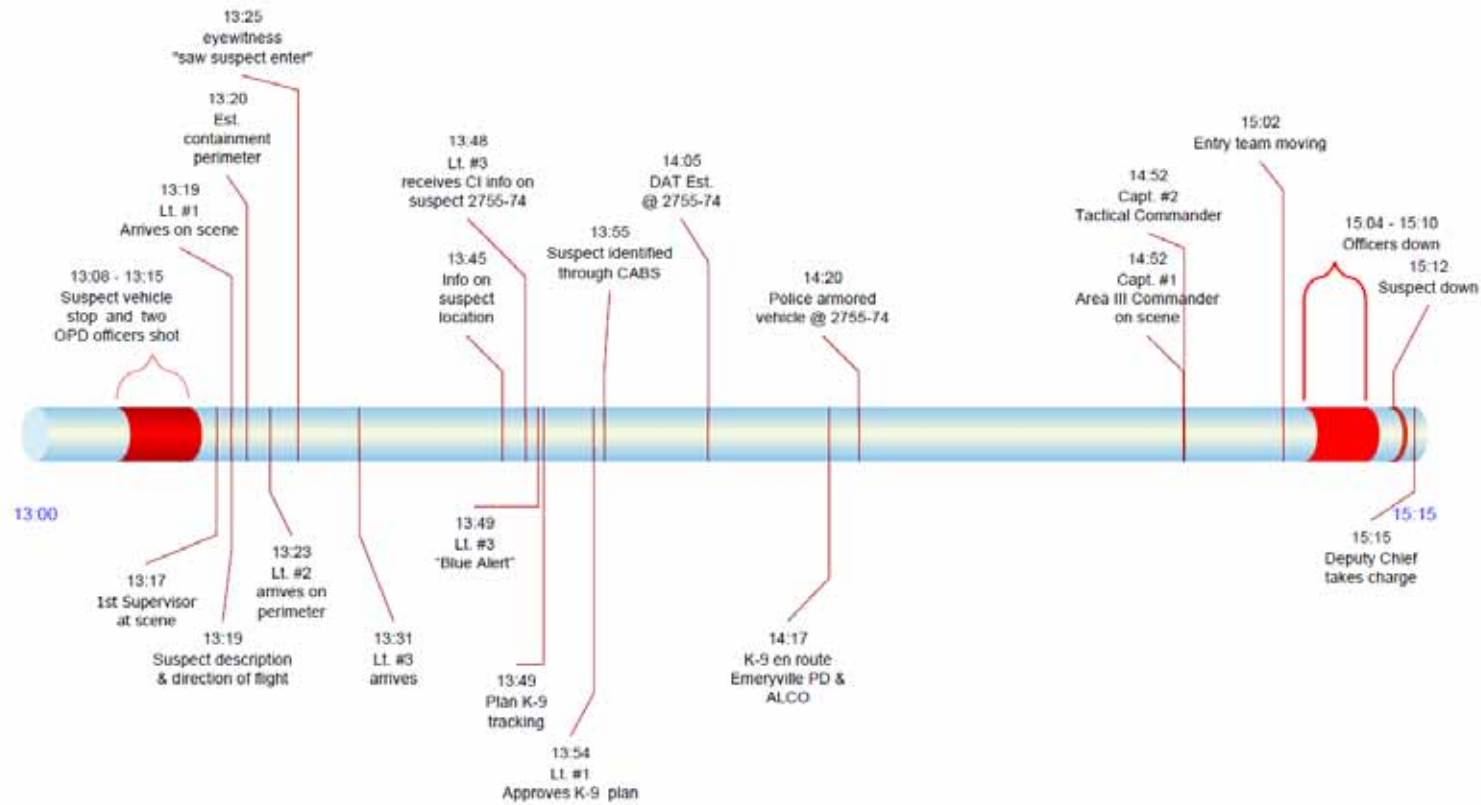 13:25
eyewitness
"saw suspect enter"
13:20
Est.
containment
perimeter
13:19
Lt. #1
Arrives on scene
13:08 - 13:15
Suspect vehicle
stop and two
OPD officers shot
13:48
Lt. #3
receives CI info on
suspect 2755-74
13:45
Info on
suspect
location
13:55
Suspect identified
through CABS
14:05
DAT Est.
@ 2755-74
14:20
Police armored
vehicle @ 2755-74
14:52
Capt. #2
Tactical Commander
14:52
Capt. #1
Area III Commander
on scene
15:02
Entry team moving
15:04 - 15:10
Officers down
15:12
Suspect down
13:00
15:15
13:17
1st Supervisor
at scene
13:19
Suspect description
& direction of flight
13:23
Lt. #2
arrives on
perimeter
13:31
Lt. #3
arrives
13:49
Lt. #3
"Blue Alert"
13:49
Plan K-9
tracking
13:54
Lt. #1
Approves K-9 plan
14:17
K-9 en route
Emeryville PD &
ALCO
15:15
Deputy Chief
takes charge